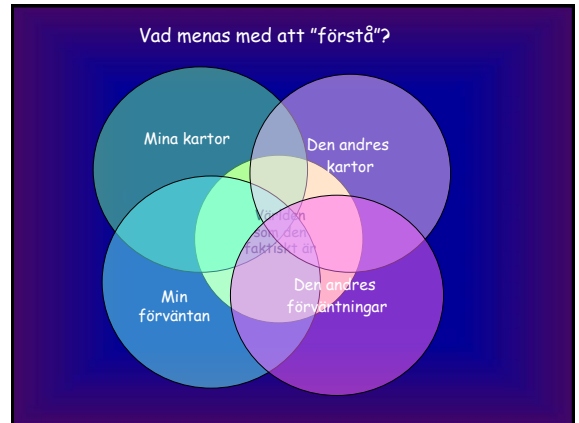 Vad menas med att ”förstå”?
Mina kartor
Den andres
kartor
Världen
som den
faktiskt är
Min
förväntan
Den andres
förväntningar